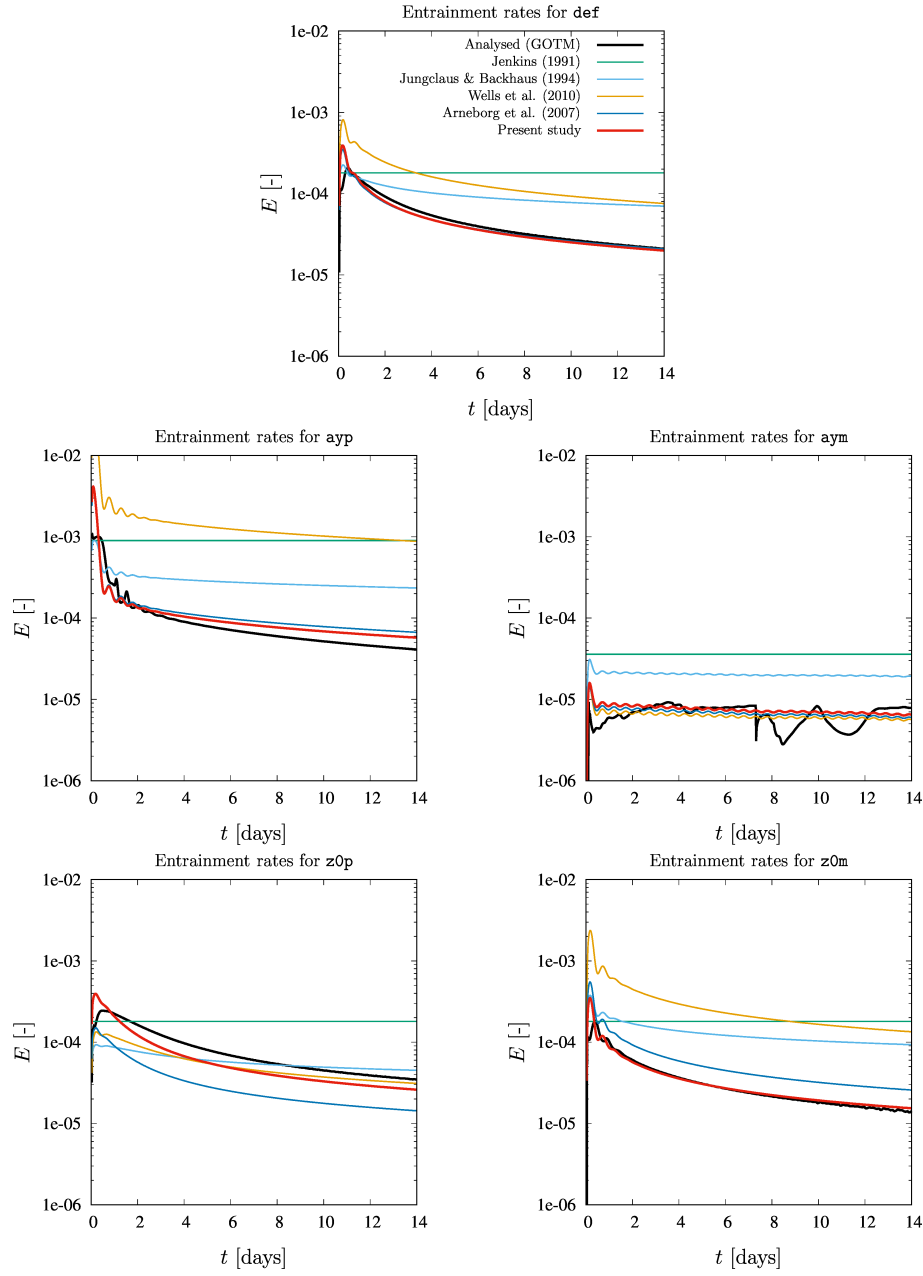 Entrainment rates for def
1e-02
1e-03
1e-04
1e-05
1e-06
E [-]
Analysed (GOTM)
Jenkins (1991)
Jungclaus & Backhaus (1994)
Wells et al. (2010)
Arneborg et al. (2007)
Present study
0 2 4 6 8 10 12 14
t [days]
Entrainment rates for ayp
1e-02
1e-03
1e-04
1e-05
1e-06
E [-]
0 2 4 6 8 10 12 14
t [days]
Entrainment rates for aym
1e-02
1e-03
1e-04
1e-05
1e-06
E [-]
0 2 4 6 8 10 12 14
t [days]
Entrainment rates for z0p
1e-02
1e-03
1e-04
1e-05
1e-06
E [-]
0 2 4 6 8 10 12 14
t [days]
Entrainment rates for z0m
1e-02
1e-03
1e-04
1e-05
1e-06
E [-]
0 2 4 6 8 10 12 14
t [days]